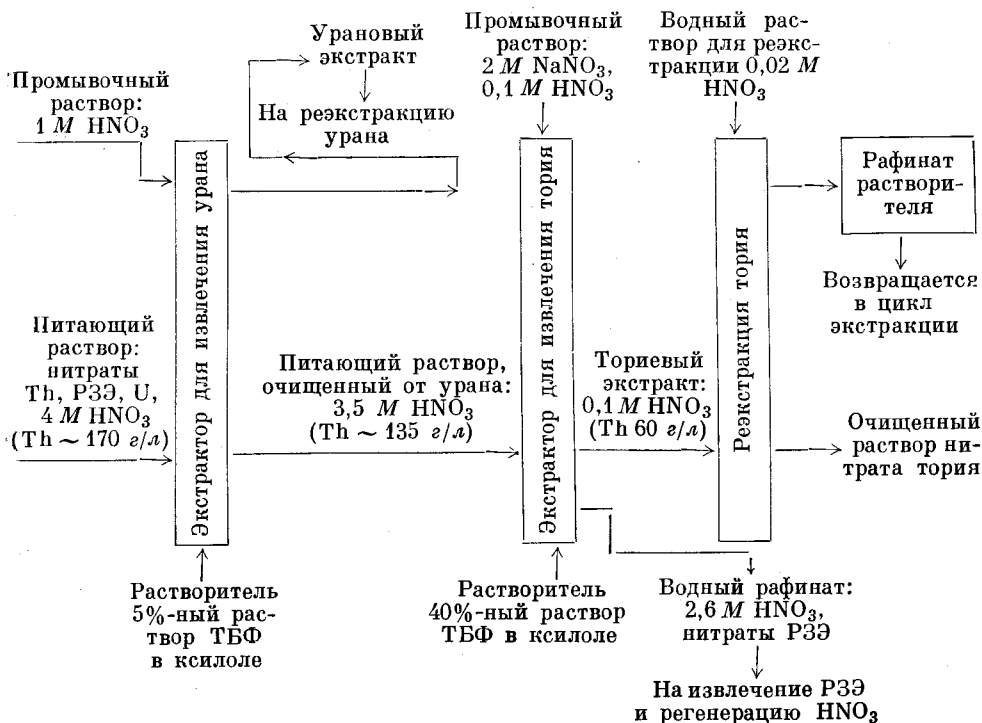 Урановый
экстракт
На реэкстракцию
урана
Промывочный
раствор:
1 М HNO₃
Промывочный
раствор:
2 М NaNO₃,
0,1 М HNO₃
Водный рас-
твор для реэкс-
тракции 0,02 М
HNO₃
Экстрактор для извлечения урана
Экстрактор для извлечения тория
Реэкстракция тория
Рафинат
раствори-
теля
Возвращается
в цикл
экстракции
Питающий
раствор:
нитраты
Th, РЗЭ, U,
4 М HNO₃
(Th ~ 170 г/л)
Питающий раствор,
очищенный от урана:
3,5 М HNO₃
(Th ~ 135 г/л)
Ториевый
экстракт:
0,1 М HNO₃
(Th 60 г/л)
Очищенный
раствор ни-
трата тория
Растворитель
5%-ный рас-
твор ТБФ
в ксилоле
Растворитель
40%-ный раствор
ТБФ в ксилоле
Водный рафинат:
2,6 М HNO₃,
нитраты РЗЭ
На извлечение РЗЭ
и регенерацию HNO₃